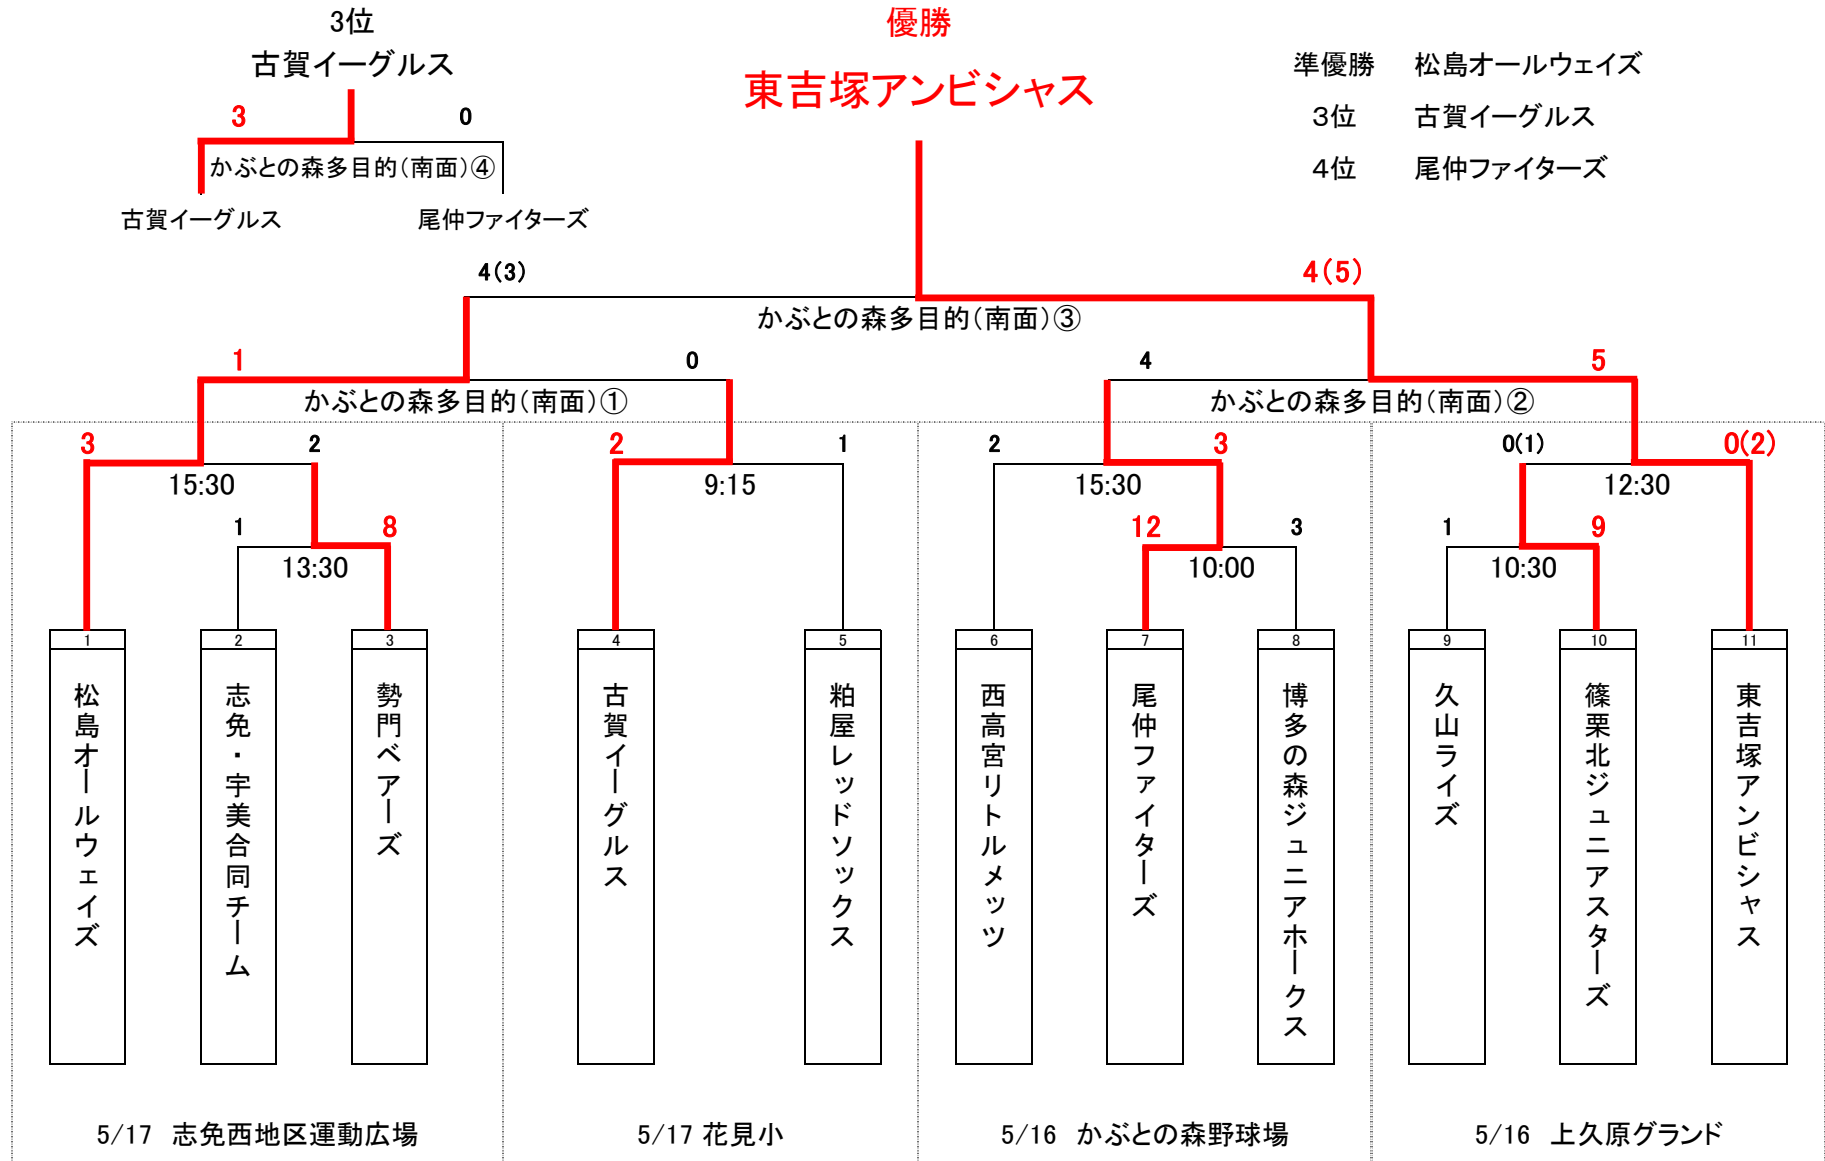 3位
優勝
古賀イーグルス
東吉塚アンビシャス
準優勝 松島オールウェイズ
3位 古賀イーグルス
4位 尾仲ファイターズ
3 0
かぶとの森多目的(南面)④
古賀イーグルス 尾仲ファイターズ
4(3) 4(5)
かぶとの森多目的(南面)③
1 0 4 5
かぶとの森多目的(南面)① かぶとの森多目的(南面)②
3 2 2 1 2 3 0(1) 0(2)
15:30 9:15 15:30 12:30
1 8 12 3 1 9
13:30 10:00 10:30
1 2 3 4 5 6 7 8 9 10 11
松島オールウェイズ
志免・宇美合同チーム
勢門ベアーズ
古賀イーグルス
粕屋レッドソックス
西高宮リトルメッツ
尾仲ファイターズ
博多の森ジュニアホークス
久山ライズ
篠栗北ジュニアスターズ
東吉塚アンビシャス
5/17 志免西地区運動広場
5/17 花見小
5/16 かぶとの森野球場
5/16 上久原グランド